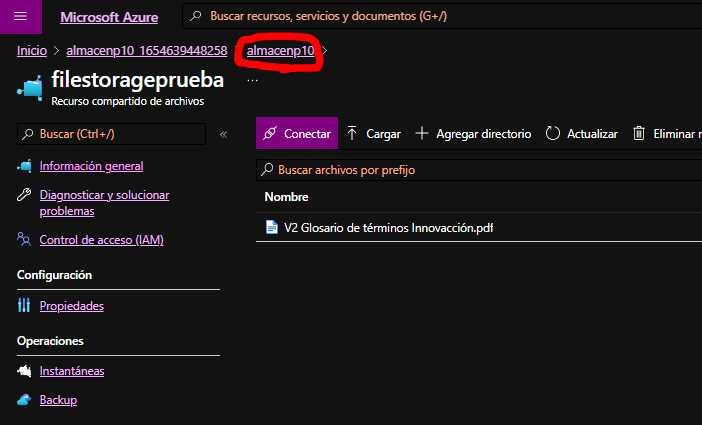 Microsoft Azure
Buscar recursos, servicios y documentos (G+/)
Inicio > almacenp10_1654639448258 > almacenp10 >
filestorageprueba ...
Recurso compartido de archivos
Buscar (Ctrl+/) «
Información general
Diagnosticar y solucionar
problemas
Control de acceso (IAM)
Configuración
Propiedades
Operaciones
Instantáneas
Backup
Conectar Cargar Agregar directorio Actualizar Eliminar
Buscar archivos por prefijo
Nombre
V2 Glosario de términos Innovacción.pdf